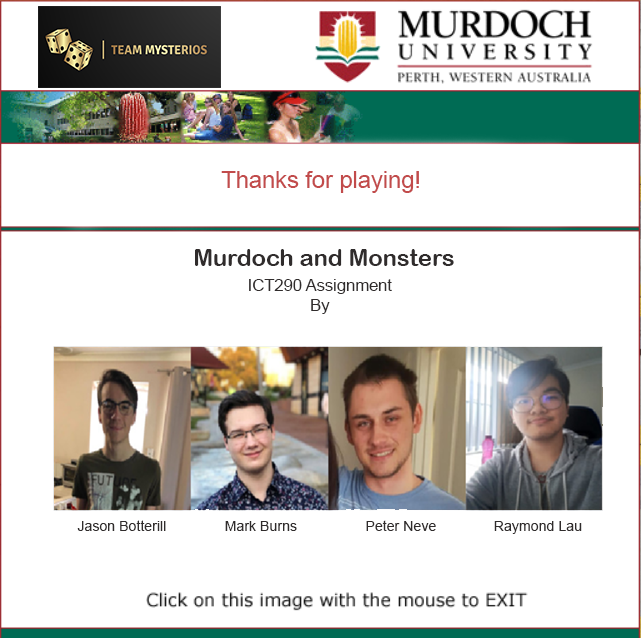 TEAM MYSTERIOS
MURDOCH
UNIVERSITY
PERTH, WESTERN AUSTRALIA
Thanks for playing!
Murdoch and Monsters
ICT290 Assignment
By
FUTURE
Jason Botterill
Mark Burns
Peter Neve
Raymond Lau
Click on this image with the mouse to EXIT